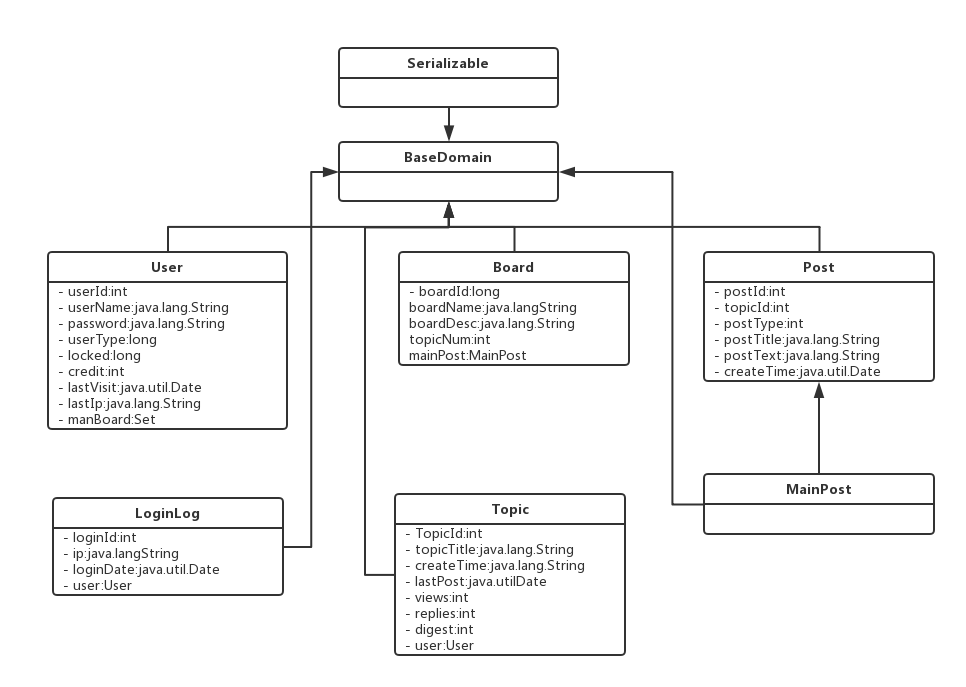 Serializable
BaseDomain
User
- userId:int
- userName:java.lang.String
- password:java.lang.String
- userType:long
- locked:long
- credit:int
- lastVisit:java.util.Date
- lastIp:java.lang.String
- manBoard:Set
Board
- boardId:long
boardName:java.langString
boardDesc:java.lang.String
topicNum:int
mainPost:MainPost
Post
- postId:int
- topicId:int
- postType:int
- postTitle:java.lang.String
- postText:java.lang.String
- createTime:java.util.Date
LoginLog
- loginId:int
- ip:java.langString
- loginDate:java.util.Date
- user:User
Topic
- TopicId:int
- topicTitle:java.lang.String
- createTime:java.lang.String
- lastPost:java.utilDate
- views:int
- replies:int
- digest:int
- user:User
MainPost